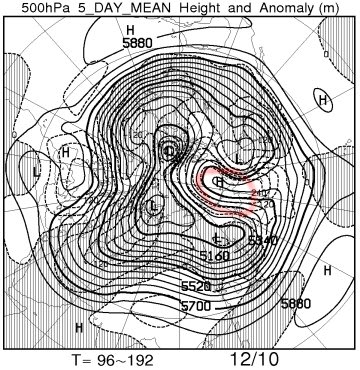 500hPa 5_DAY_MEAN Height and Anomaly (m)
H
5880
H
H
L
L
H
L
L
5340
5160
H
5520
5700
5880
H
T= 96~192 12/10